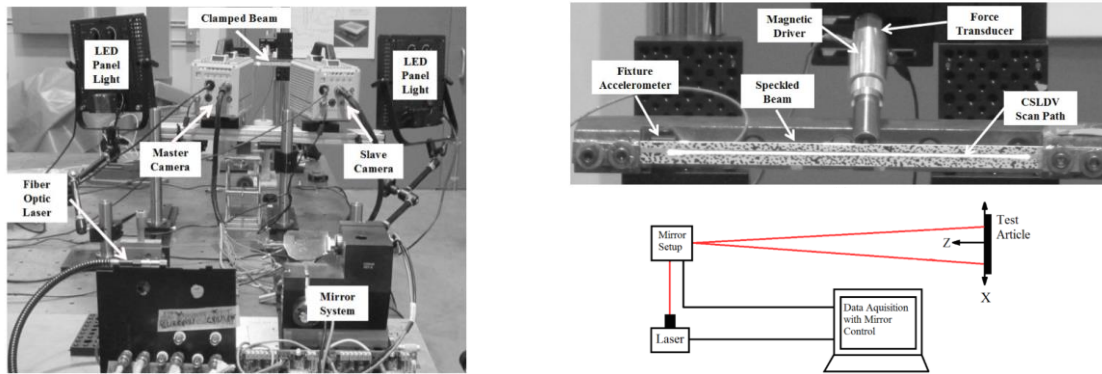 Clamped Beam
LED
Panel
Light
LED
Panel
Light
Master
Camera
Slave
Camera
Fiber
Optic
Laser
Mirror
System
Magnetic
Driver
Force
Transducer
Fixture
Accelerometer
Speckled
Beam
CSLDV
Scan Path
Mirror
Setup
Z
Test
Article
X
Laser
Data Aquisition
with Mirror
Control